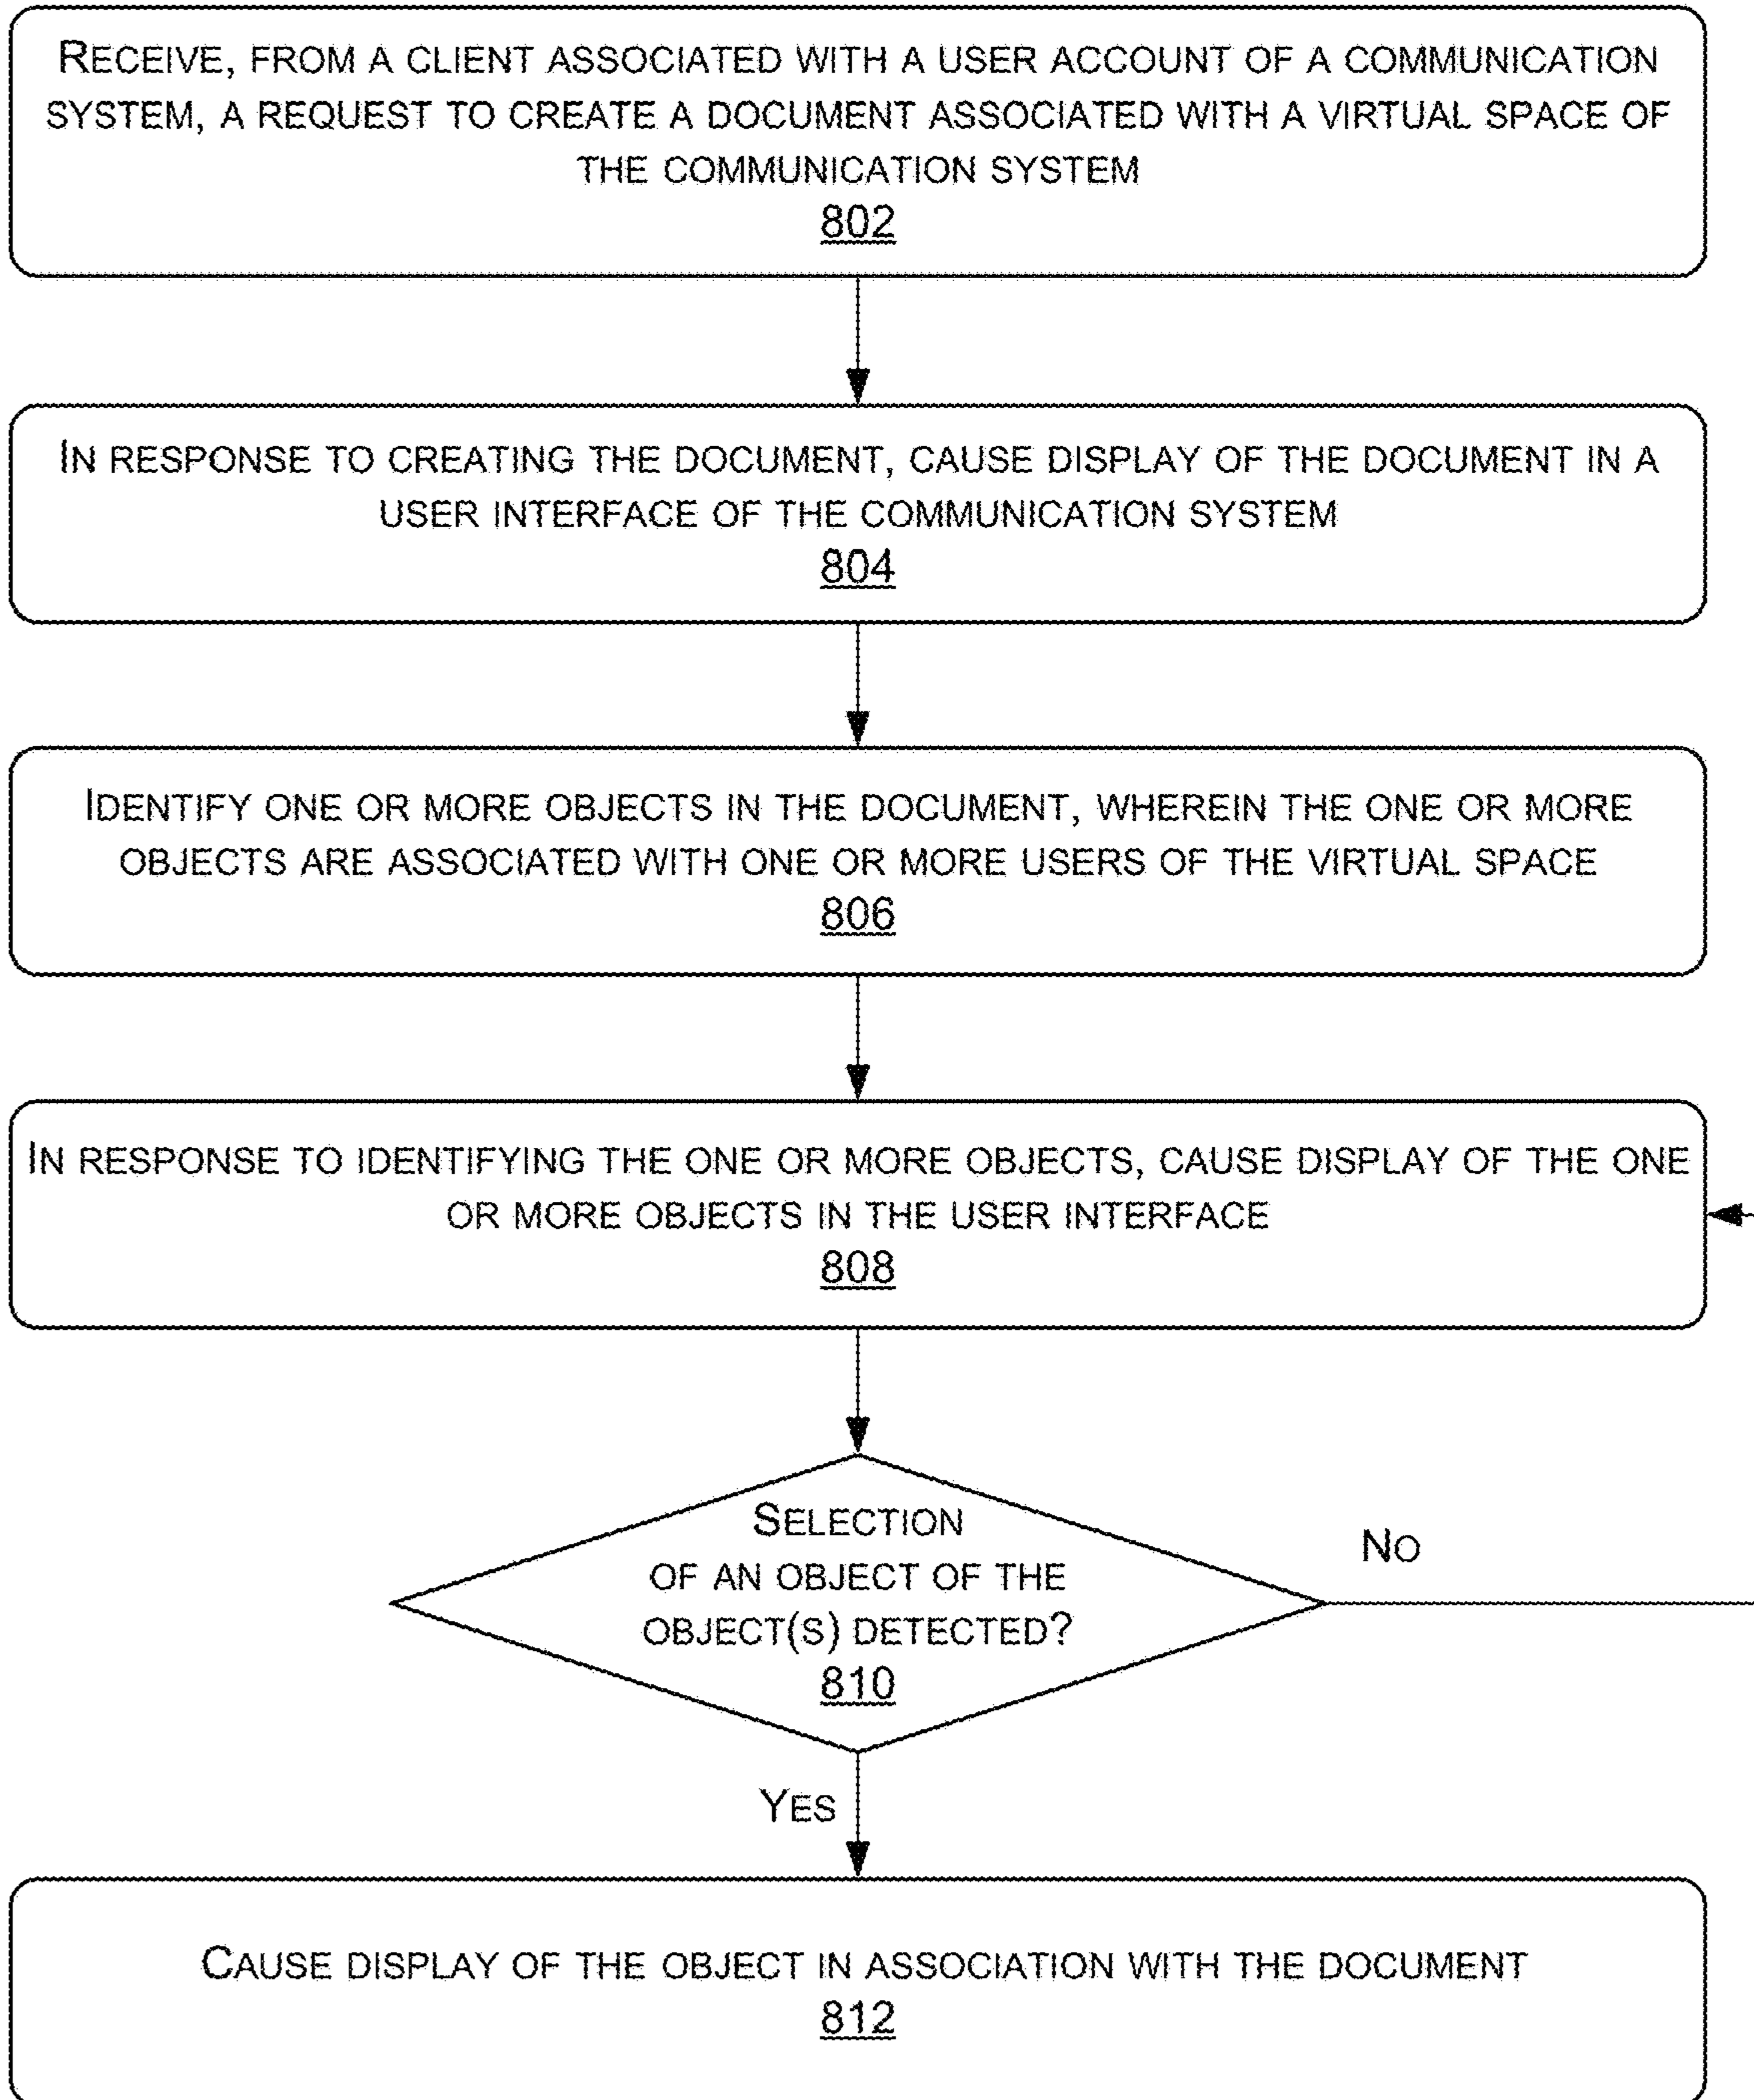 RECEIVE, FROM A CLIENT ASSOCIATED WITH A USER ACCOUNT OF A COMMUNICATION
SYSTEM, A REQUEST TO CREATE A DOCUMENT ASSOCIATED WITH A VIRTUAL SPACE OF
THE COMMUNICATION SYSTEM
802
IN RESPONSE TO CREATING THE DOCUMENT, CAUSE DISPLAY OF THE DOCUMENT IN A
USER INTERFACE OF THE COMMUNICATION SYSTEM
804
IDENTIFY ONE OR MORE OBJECTS IN THE DOCUMENT, WHEREIN THE ONE OR MORE
OBJECTS ARE ASSOCIATED WITH ONE OR MORE USERS OF THE VIRTUAL SPACE
806
IN RESPONSE TO IDENTIFYING THE ONE OR MORE OBJECTS, CAUSE DISPLAY OF THE ONE
OR MORE OBJECTS IN THE USER INTERFACE
808
SELECTION
OF AN OBJECT OF THE
OBJECT(S) DETECTED?
810
NO
YES
CAUSE DISPLAY OF THE OBJECT IN ASSOCIATION WITH THE DOCUMENT
812